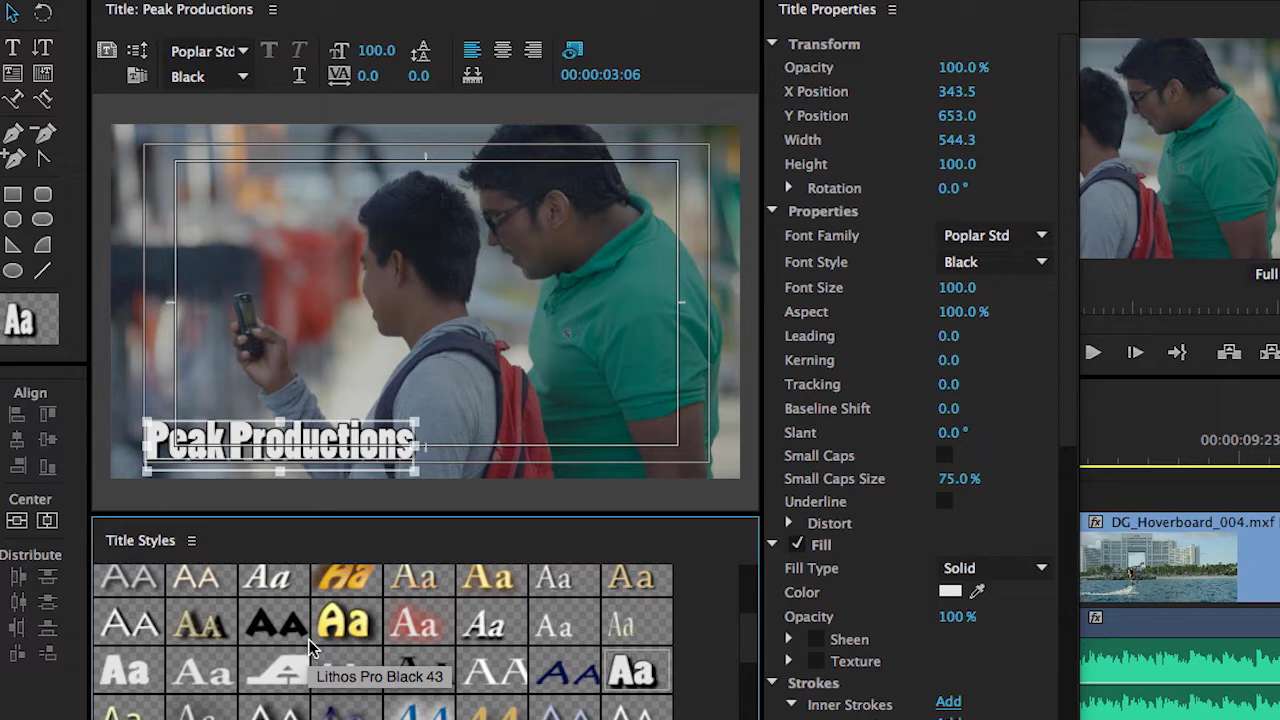 Title: Peak Productions
Title Properties
Poplar Std
100.0
Black
VA
0.0
0.0
00:00:03:06
T
T
T
T
T
T
Aa
Align
Center
Distribute
Peak Productions
Title Styles
AA
AA
Aa
Aa
Aa
Aa
Aa
Aa
AA
AA
AA
Aa
Aa
Aa
Aa
Aa
Aa
Aa
Lithos Pro Black 43
AA
AA
Aa
Transform
Opacity 100.0 %
X Position 343.5
Y Position 653.0
Width 544.3
Height 100.0
Rotation 0.0 °
Properties
Font Family Poplar Std
Font Style Black
Font Size 100.0
Aspect 100.0 %
Leading 0.0
Kerning 0.0
Tracking 0.0
Baseline Shift 0.0
Slant 0.0 °
Small Caps
Small Caps Size 75.0 %
Underline
Distort
Fill
Fill Type Solid
Color
Opacity 100 %
Sheen
Texture
Strokes
Inner Strokes Add
Full
00:00:09:23
fx DG_Hoverboard_004.mxf
fx